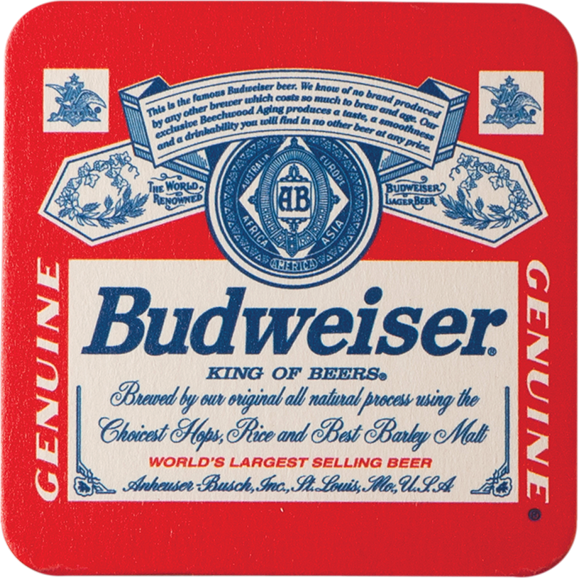 This is the famous Budweiser beer. We know of no brand produced
by any other brewer which costs so much to brew and age. Our
exclusive Beechwood Aging produces a taste, a smoothness
and a drinkability you will find in no other beer at any price.
THE WORLD
RENOWNED
BUDWEISER
LAGER BEER
AUSTRALIA
EUROPE
AB
AFRICA
ASIA
AMERICA
GENUINE
GENUINE
Budweiser®
KING OF BEERS®
Brewed by our original all natural process using the
Choicest Hops, Rice and Best Barley Malt
WORLD'S LARGEST SELLING BEER
Anheuser-Busch, Inc., St. Louis, Mo., U.S.A.